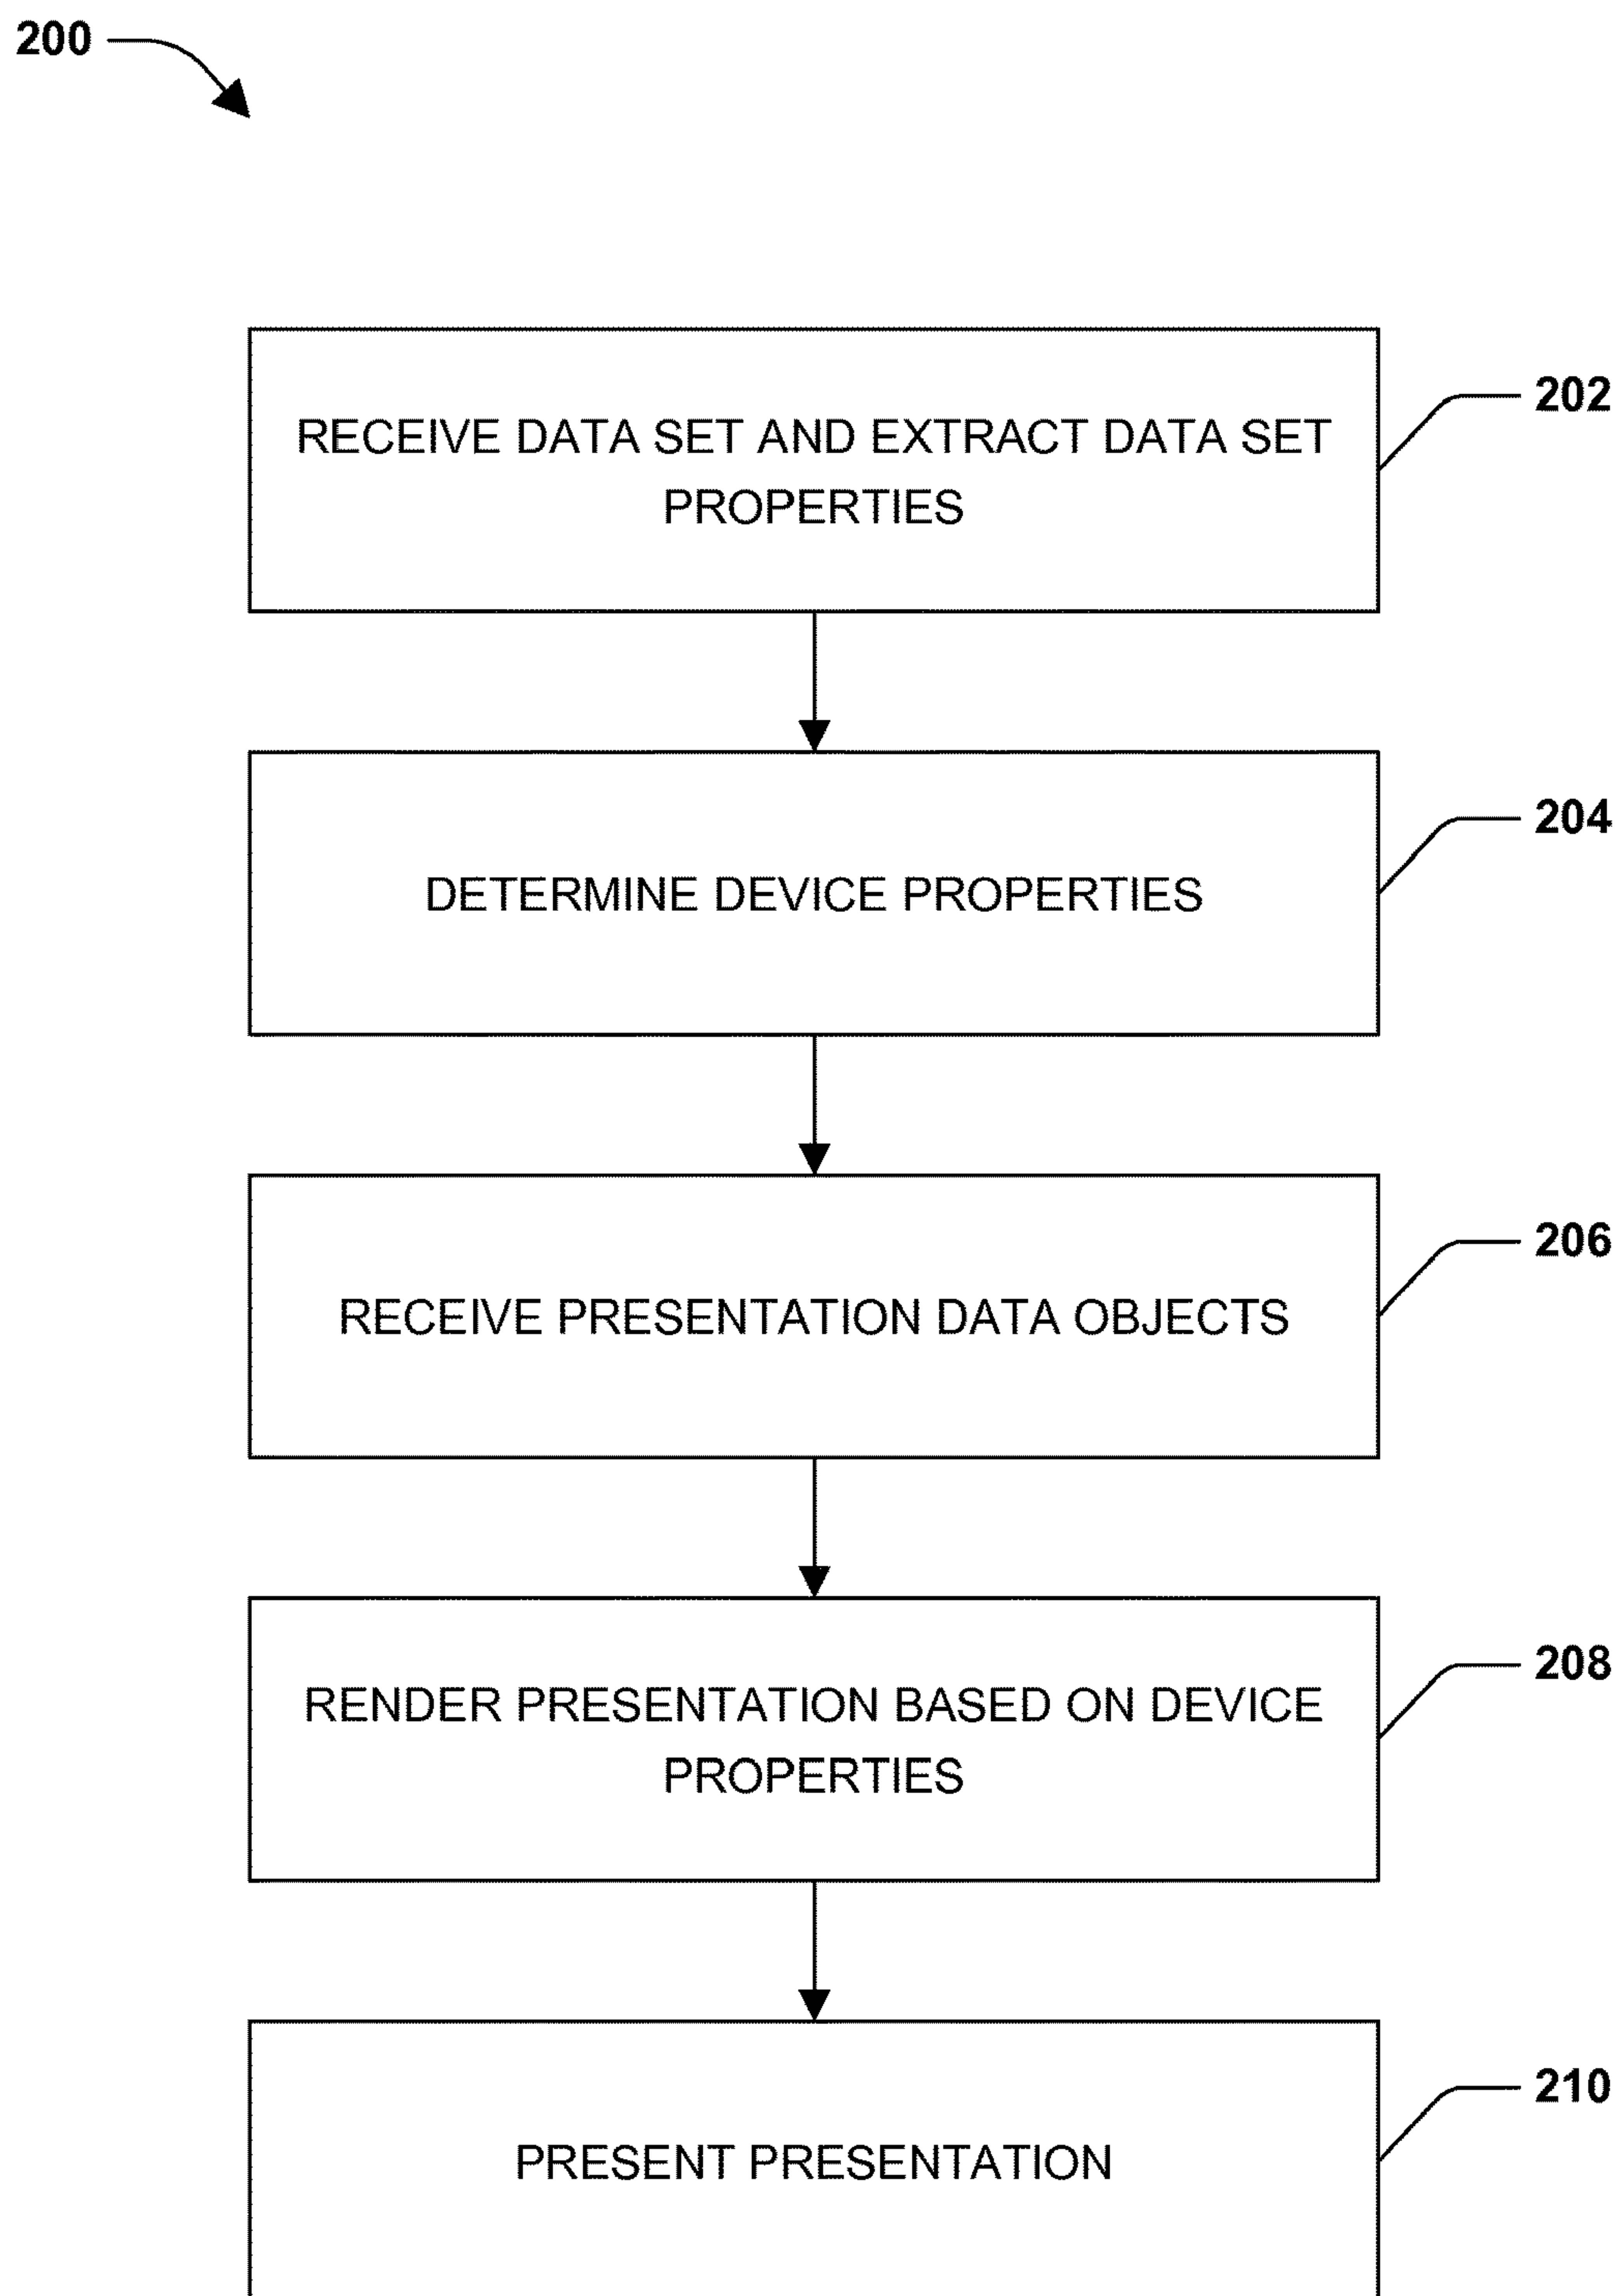 200
RECEIVE DATA SET AND EXTRACT DATA SET
PROPERTIES
202
DETERMINE DEVICE PROPERTIES
204
RECEIVE PRESENTATION DATA OBJECTS
206
RENDER PRESENTATION BASED ON DEVICE
PROPERTIES
208
PRESENT PRESENTATION
210